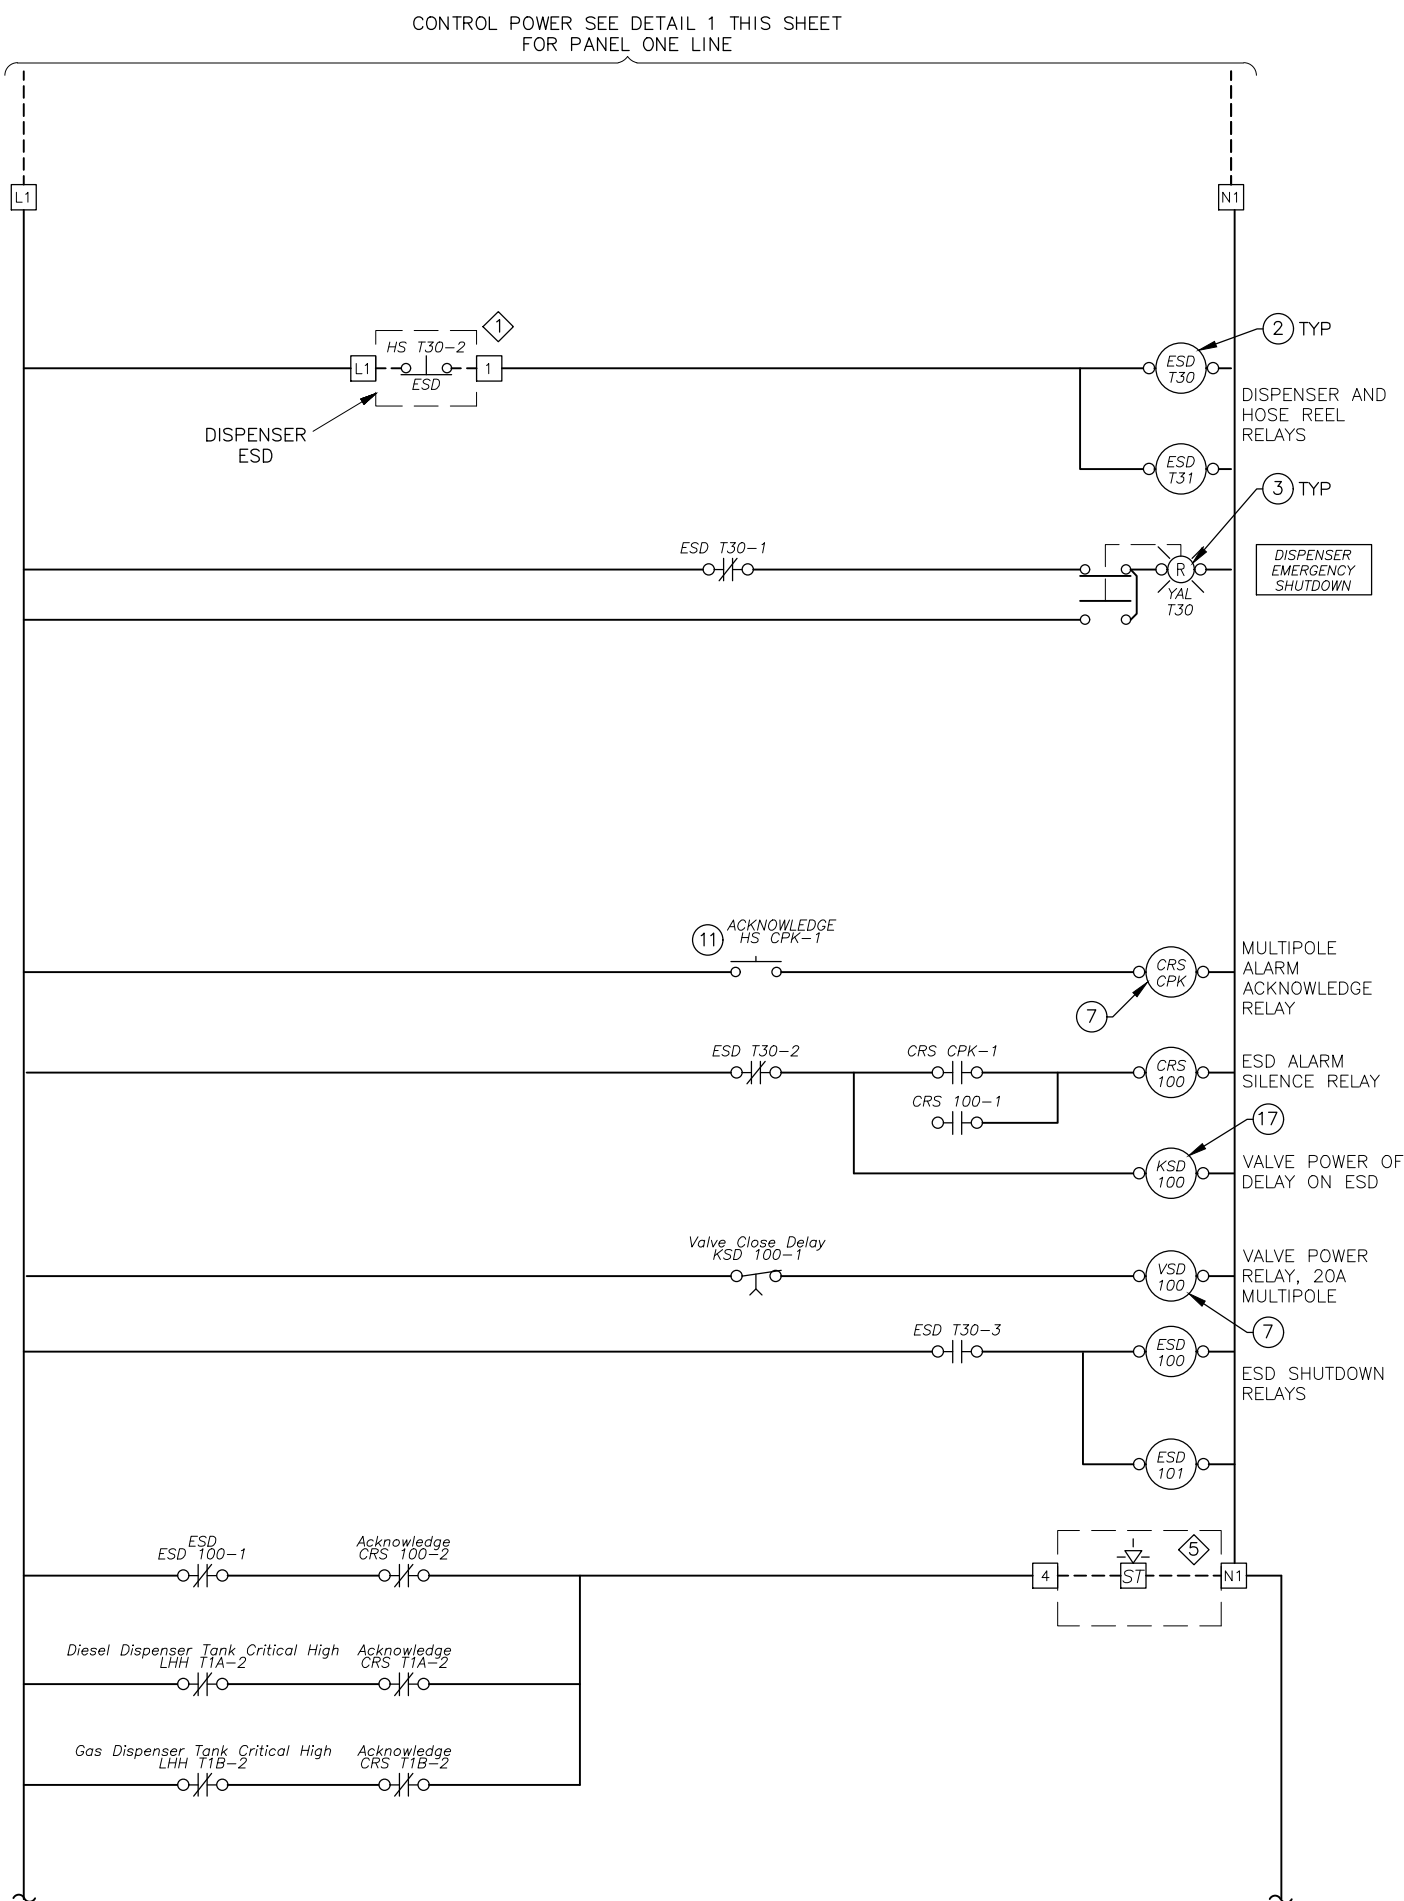 CONTROL POWER SEE DETAIL 1 THIS SHEET
FOR PANEL ONE LINE
L1
N1
1
HS T30-2
L1
1
ESD
DISPENSER
ESD
2 TYP
ESD
T30
DISPENSER AND
HOSE REEL
RELAYS
ESD
T31
3 TYP
ESD T30-1
R
YAL
T30
DISPENSER
EMERGENCY
SHUTDOWN
11
ACKNOWLEDGE
HS CPK-1
CRS
CPK
7
MULTIPOLE
ALARM
ACKNOWLEDGE
RELAY
ESD T30-2
CRS CPK-1
CRS
100
ESD ALARM
SILENCE RELAY
CRS 100-1
17
KSD
100
VALVE POWER OF
DELAY ON ESD
Valve Close Delay
KSD 100-1
VSD
100
VALVE POWER
RELAY, 20A
MULTIPOLE
7
ESD T30-3
ESD
100
ESD SHUTDOWN
RELAYS
ESD
101
ESD
ESD 100-1
Acknowledge
CRS 100-2
4
ST
5
N1
Diesel Dispenser Tank Critical High
LHH T1A-2
Acknowledge
CRS T1A-2
Gas Dispenser Tank Critical High
LHH T1B-2
Acknowledge
CRS T1B-2